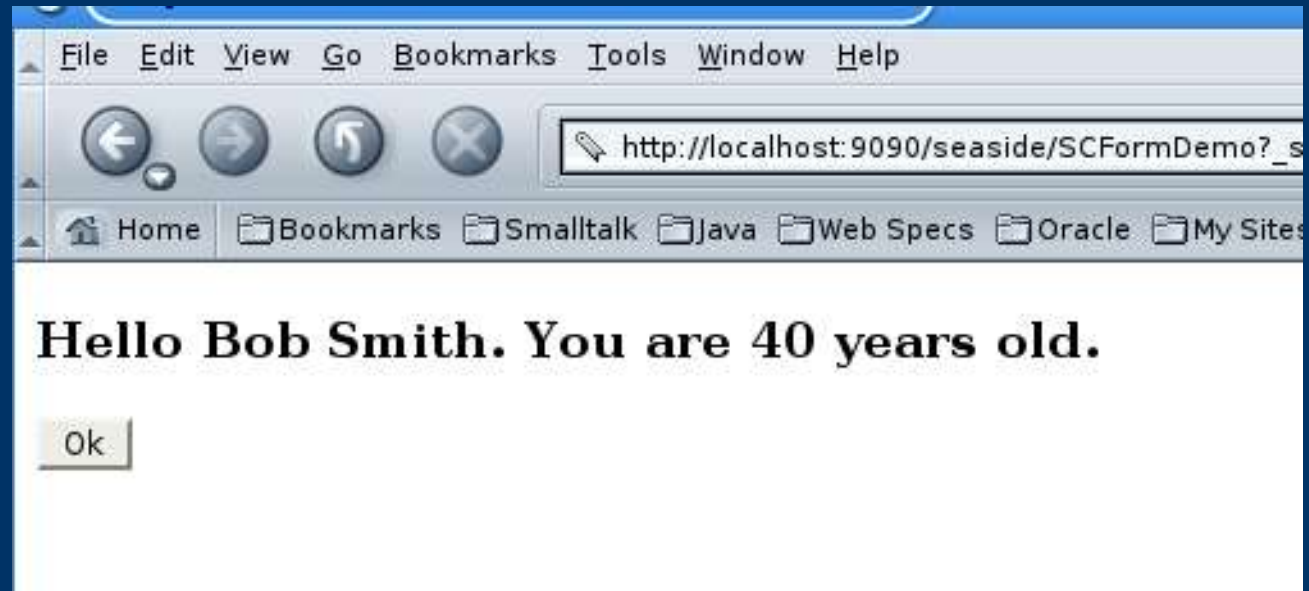 File Edit View Go Bookmarks Tools Window Help
http://localhost:9090/seaside/SCFormDemo?_s
Home Bookmarks Smalltalk Java Web Specs Oracle My Sites
Hello Bob Smith. You are 40 years old.
Ok